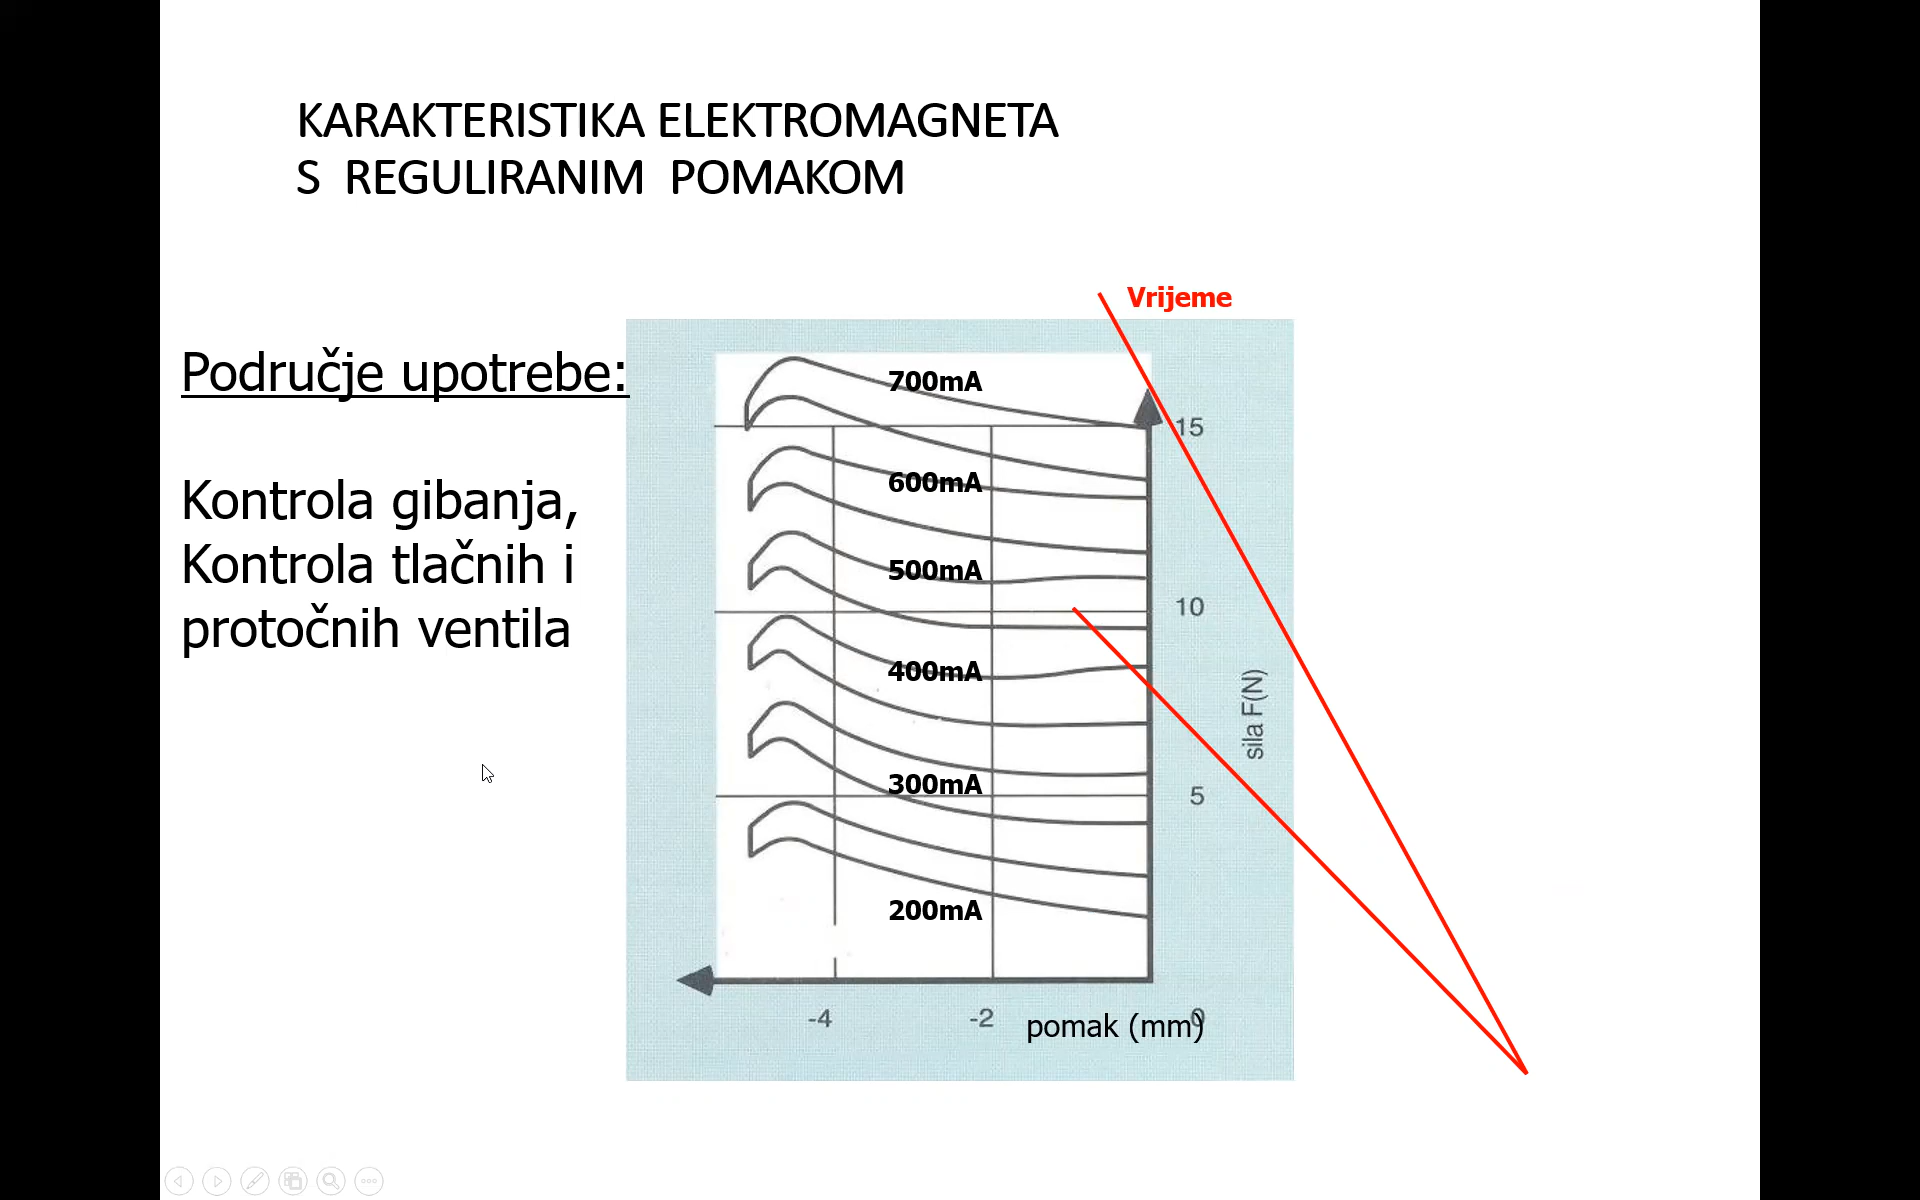 KARAKTERISTIKA ELEKTROMAGNETA
S REGULIRANIM POMAKOM
Vrijeme
Područje upotrebe:
Kontrola gibanja,
Kontrola tlačnih i
protočnih ventila
700mA
15
600mA
500mA
10
400mA
sila F(N)
300mA
5
200mA
-4
-2
0
pomak (mm)